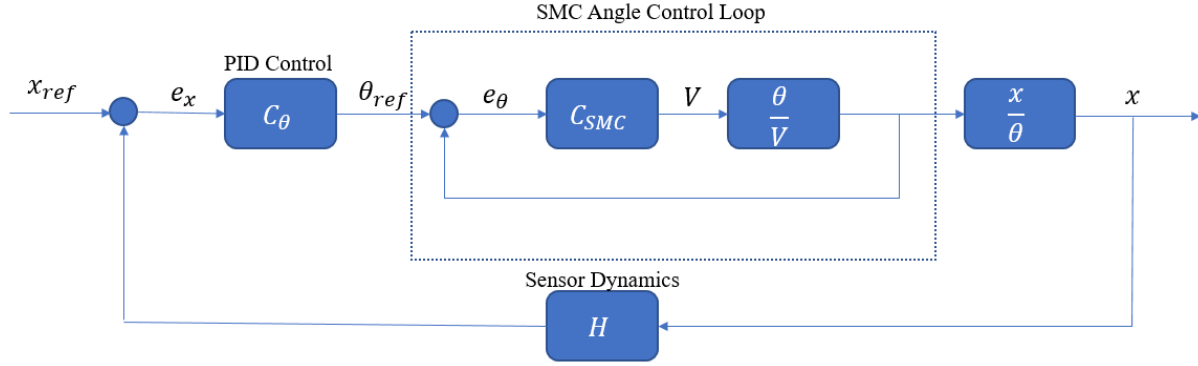 SMC Angle Control Loop
PID Control
x_ref
e_x
C_θ
θ_ref
e_θ
C_SMC
V
θ
V
x
θ
x
Sensor Dynamics
H